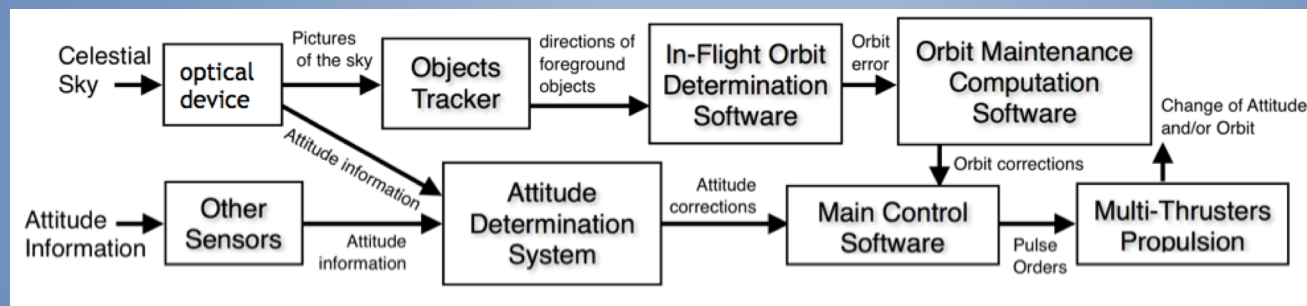 Celestial
Sky
optical
device
Pictures
of the sky
Objects
Tracker
directions of
foreground
objects
In-Flight Orbit
Determination
Software
Orbit
error
Orbit Maintenance
Computation
Software
Change of Attitude
and/or Orbit
Attitude information
Orbit corrections
Attitude
Information
Other
Sensors
Attitude
information
Attitude
Determination
System
Attitude
corrections
Main Control
Software
Pulse
Orders
Multi-Thrusters
Propulsion